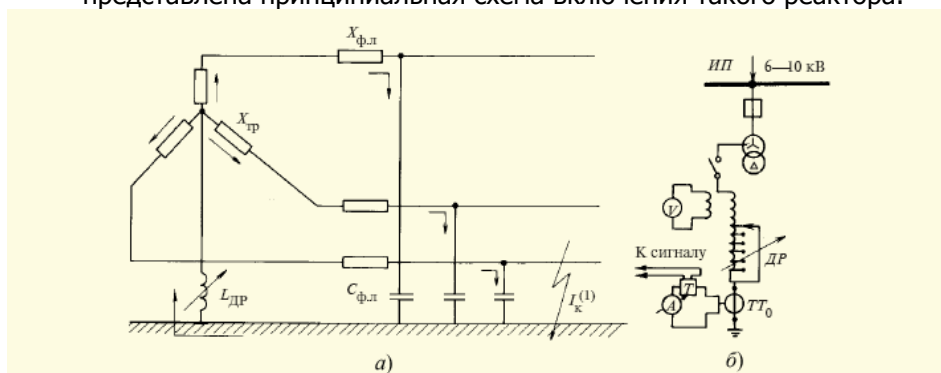 представлена принципиальная схема включения такого реактора.
Xф.л
ИП
6—10 кВ
Xтр
V
К сигналу
ДР
T
A
TT0
LДР
Cф.л
Iк(1)
а)
б)